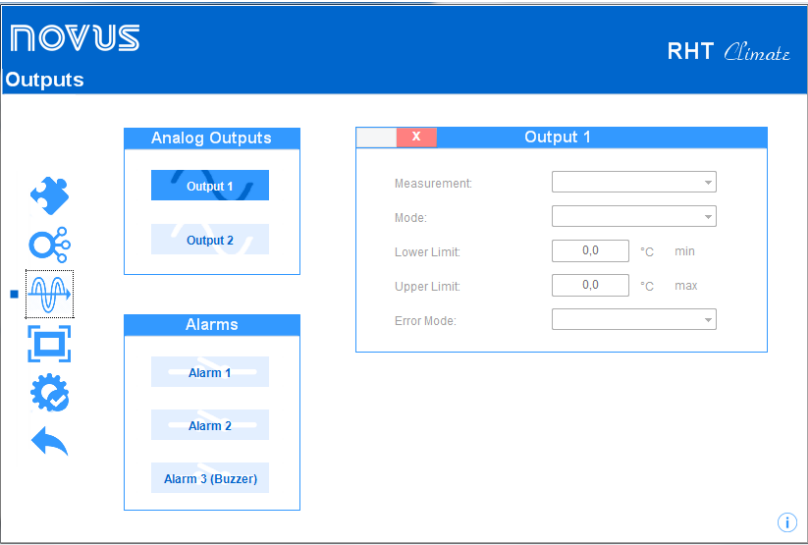 NOVUS
RHT Climate
Outputs
Analog Outputs
Output 1
Output 2
Alarms
Alarm 1
Alarm 2
Alarm 3 (Buzzer)
X Output 1
Measurement:
Mode:
Lower Limit: 0,0 °C min
Upper Limit: 0,0 °C max
Error Mode:
i